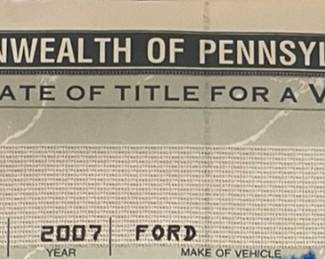 NWEALTH OF PENNSYL
ATE OF TITLE FOR A V
2007 FORD
YEAR MAKE OF VEHICLE